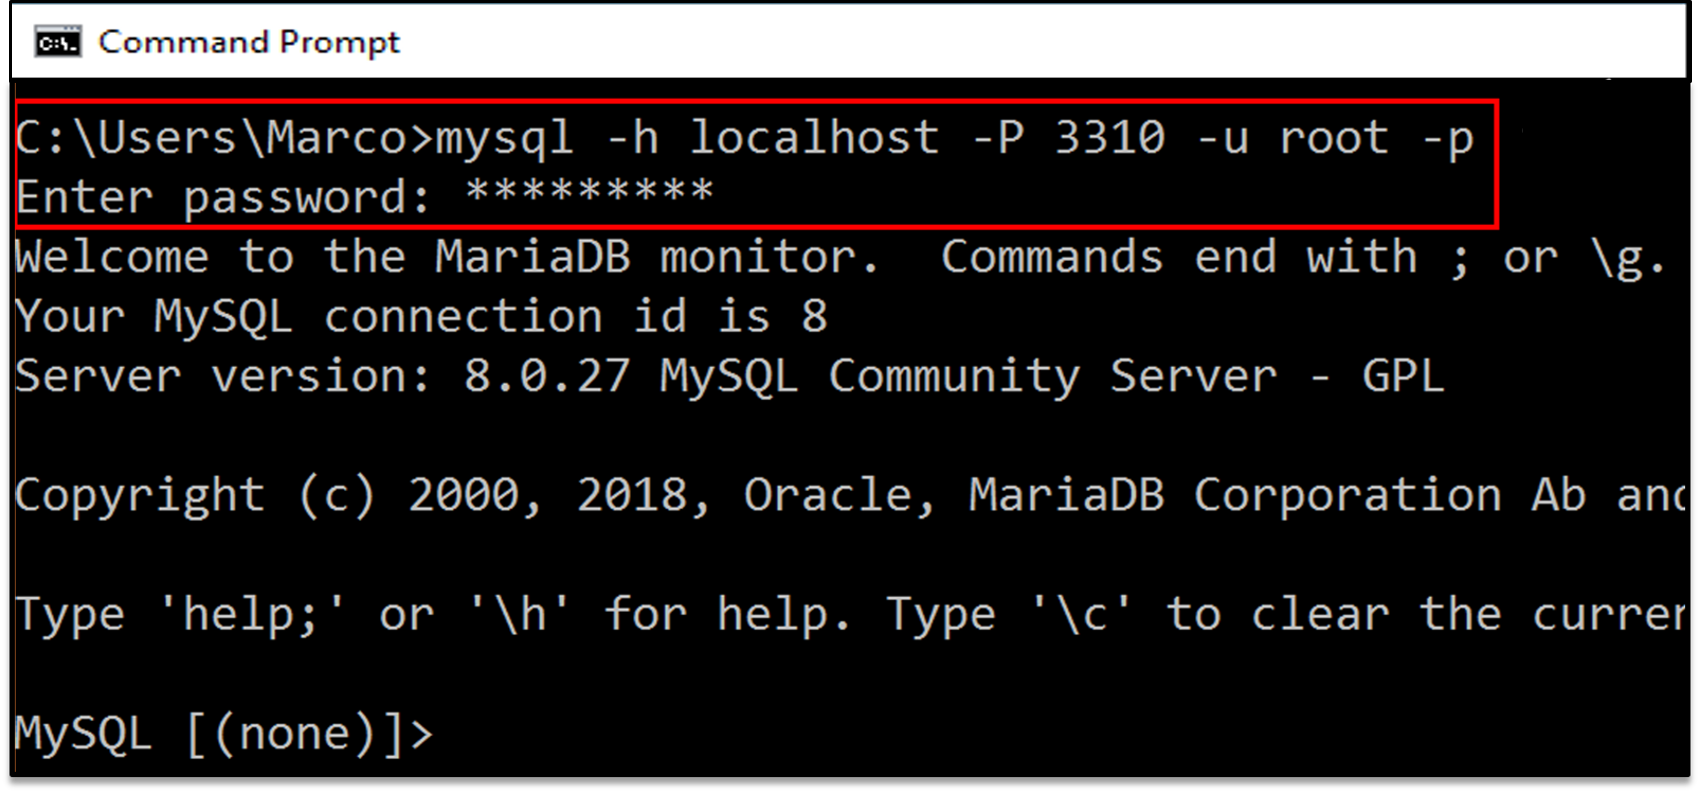 Command Prompt
C:\Users\Marco>mysql -h localhost -P 3310 -u root -p
Enter password: *********
Welcome to the MariaDB monitor.  Commands end with ; or \g.
Your MySQL connection id is 8
Server version: 8.0.27 MySQL Community Server - GPL
Copyright (c) 2000, 2018, Oracle, MariaDB Corporation Ab and
Type 'help;' or '\h' for help. Type '\c' to clear the curren
MySQL [(none)]>